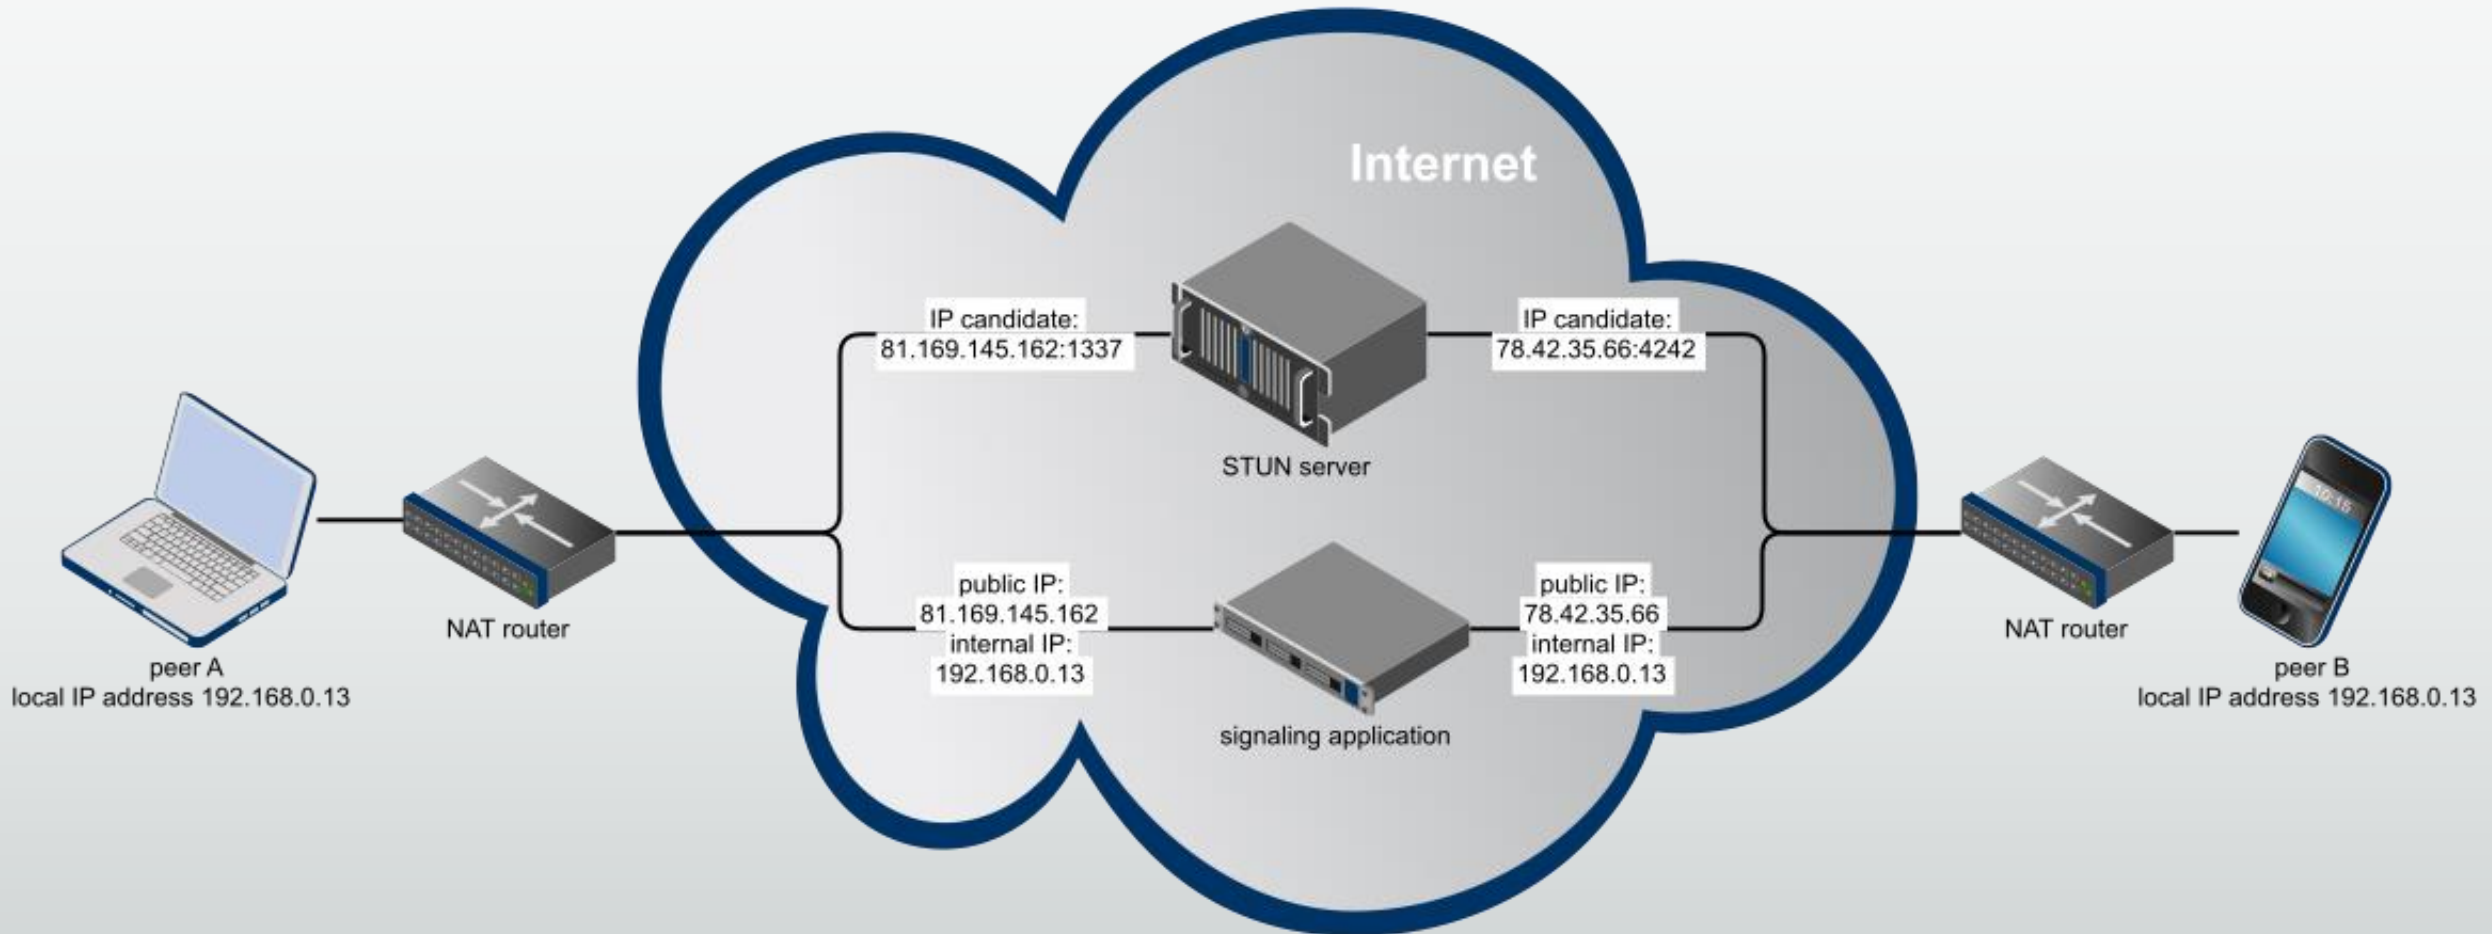 Internet
IP candidate:
81.169.145.162:1337
IP candidate:
78.42.35.66:4242
STUN server
10:15
public IP:
81.169.145.162
internal IP:
192.168.0.13
public IP:
78.42.35.66
internal IP:
192.168.0.13
NAT router
NAT router
peer A
local IP address 192.168.0.13
peer B
local IP address 192.168.0.13
signaling application